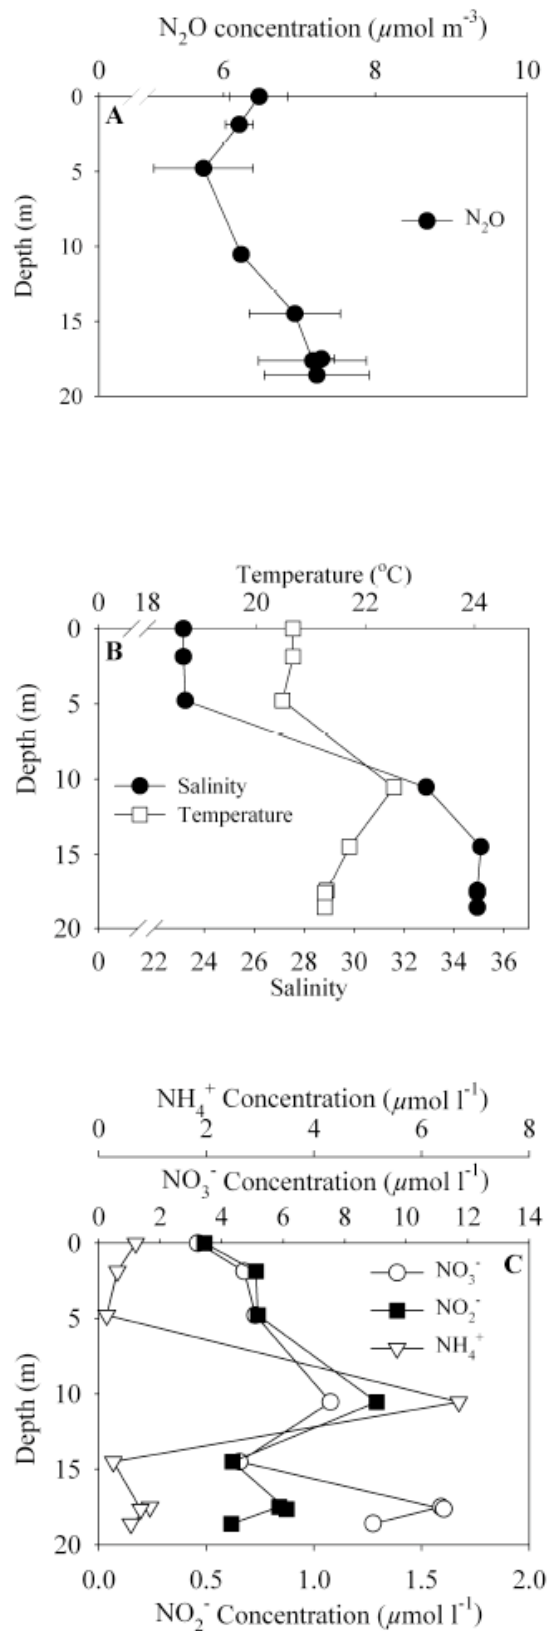 N₂O concentration (µmol m⁻³)
0 6 8 10
A
0
5
10
15
20
Depth (m)
N₂O
Temperature (°C)
0 18 20 22 24
B
0
5
10
15
20
Depth (m)
Salinity
Temperature
0 22 24 26 28 30 32 34 36
Salinity
NH₄⁺ Concentration (µmol l⁻¹)
0 2 4 6 8
NO₃⁻ Concentration (µmol l⁻¹)
0 2 4 6 8 10 12 14
C
0
5
10
15
20
Depth (m)
NO₃⁻
NO₂⁻
NH₄⁺
0.0 0.5 1.0 1.5 2.0
NO₂⁻ Concentration (µmol l⁻¹)